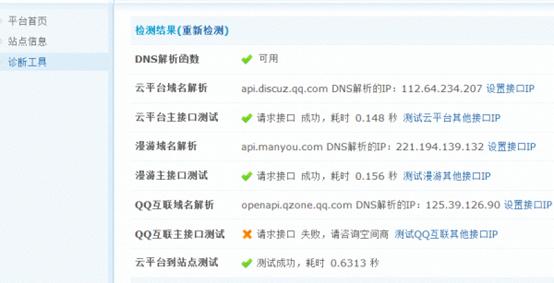 平台首页
站点信息
诊断工具
检测结果(重新检测)
DNS解析函数 可用
云平台域名解析 api.discuz.qq.com DNS解析的IP：112.64.234.207 设置接口IP
云平台主接口测试 请求接口 成功，耗时 0.148 秒 测试云平台其他接口IP
漫游域名解析 api.manyou.com DNS解析的IP：221.194.139.132 设置接口IP
漫游主接口测试 请求接口 成功，耗时 0.156 秒 测试漫游其他接口IP
QQ互联域名解析 openapi.qzone.qq.com DNS解析的IP：125.39.126.90 设置接口IP
QQ互联主接口测试 请求接口 失败，请咨询空间商 测试QQ互联其他接口IP
云平台到站点测试 测试成功，耗时 0.6313 秒